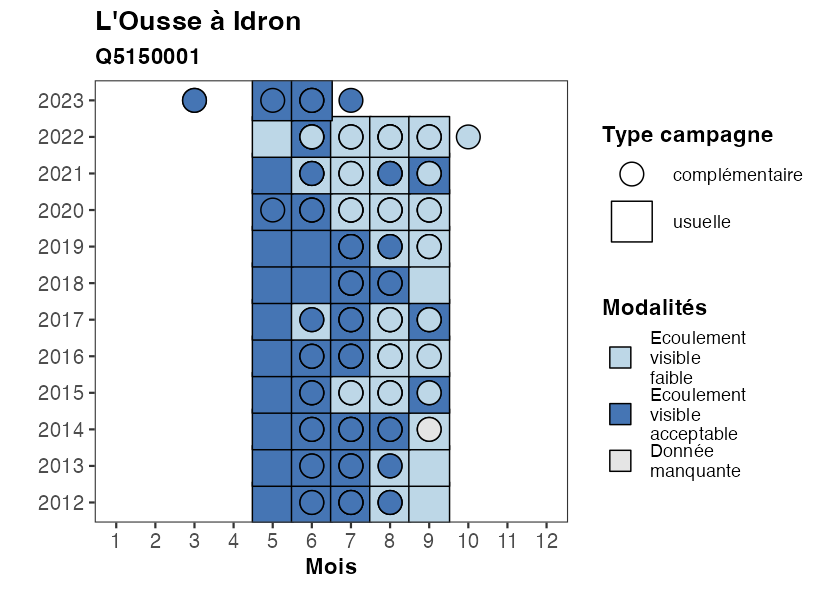 L'Ousse à Idron
Q5150001
2023
2022
2021
2020
2019
2018
2017
2016
2015
2014
2013
2012
1 2 3 4 5 6 7 8 9 10 11 12
Mois
Type campagne
complémentaire
usuelle
Modalités
Ecoulement
visible
faible
Ecoulement
visible
acceptable
Donnée
manquante